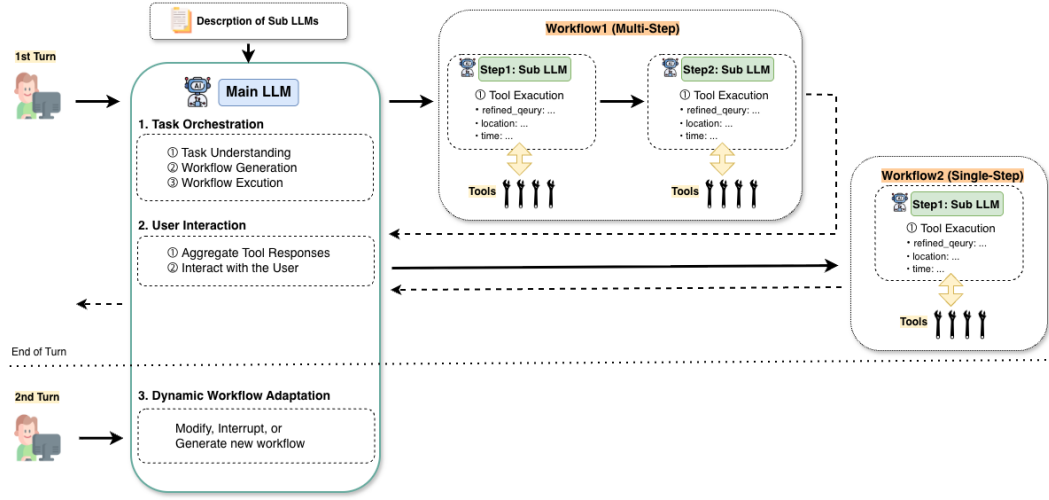 Descrption of Sub LLMs
1st Turn
AI
Main LLM
1. Task Orchestration
① Task Understanding
② Workflow Generation
③ Workflow Excution
2. User Interaction
① Aggregate Tool Responses
② Interact with the User
Workflow1 (Multi-Step)
Step1: Sub LLM
① Tool Exacution
• refined_qeury: ...
• location: ...
• time: ...
Tools
Step2: Sub LLM
① Tool Exacution
• refined_qeury: ...
• location: ...
• time: ...
Tools
Workflow2 (Single-Step)
Step1: Sub LLM
① Tool Exacution
• refined_qeury: ...
• location: ...
• time: ...
Tools
End of Turn
2nd Turn
3. Dynamic Workflow Adaptation
Modify, Interrupt, or
Generate new workflow